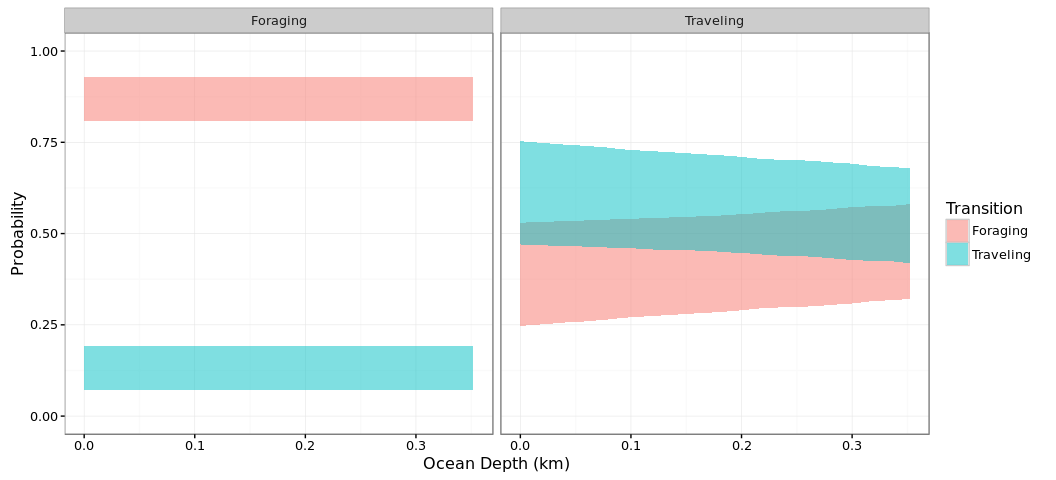 Foraging
Traveling
Probability
1.00
0.75
0.50
0.25
0.00
0.0 0.1 0.2 0.3
0.0 0.1 0.2 0.3
Ocean Depth (km)
Transition
Foraging
Traveling